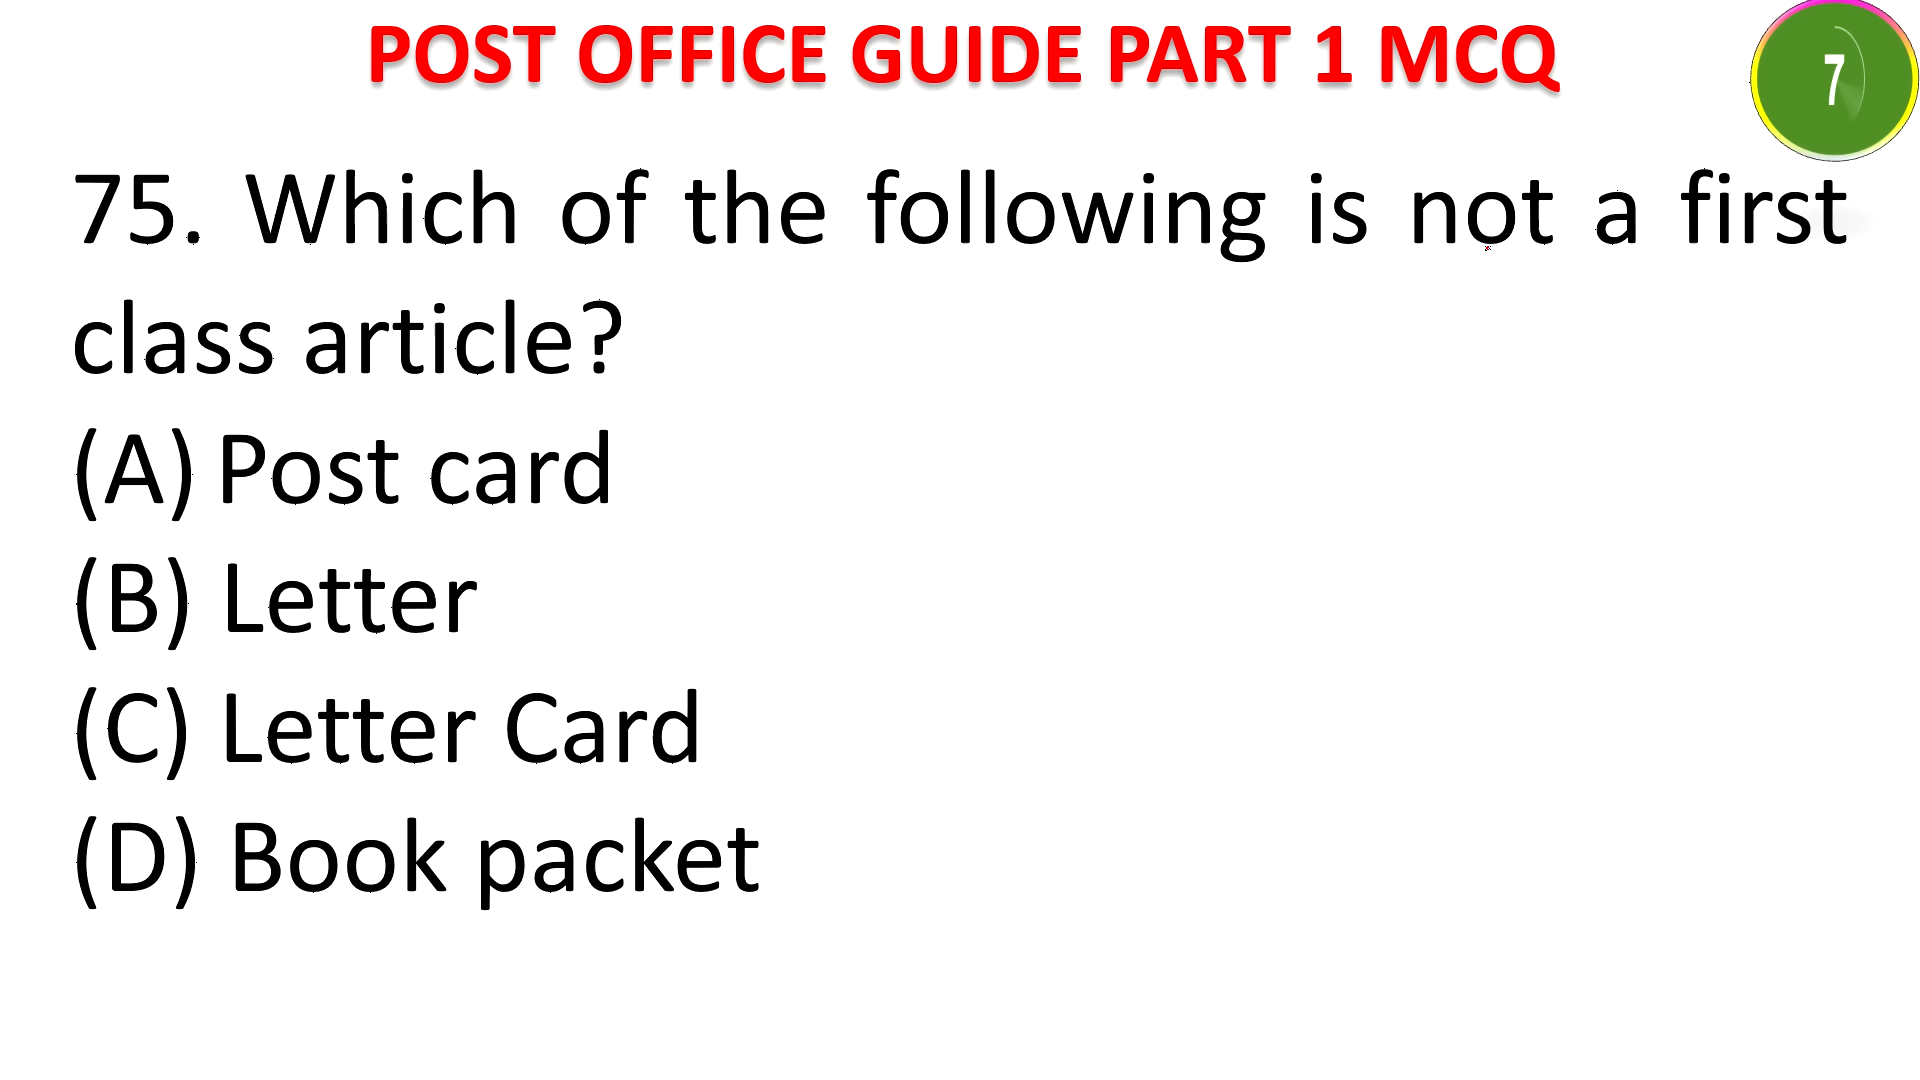 POST OFFICE GUIDE PART 1 MCQ
7
75. Which of the following is not a first
class article?
(A) Post card
(B) Letter
(C) Letter Card
(D) Book packet